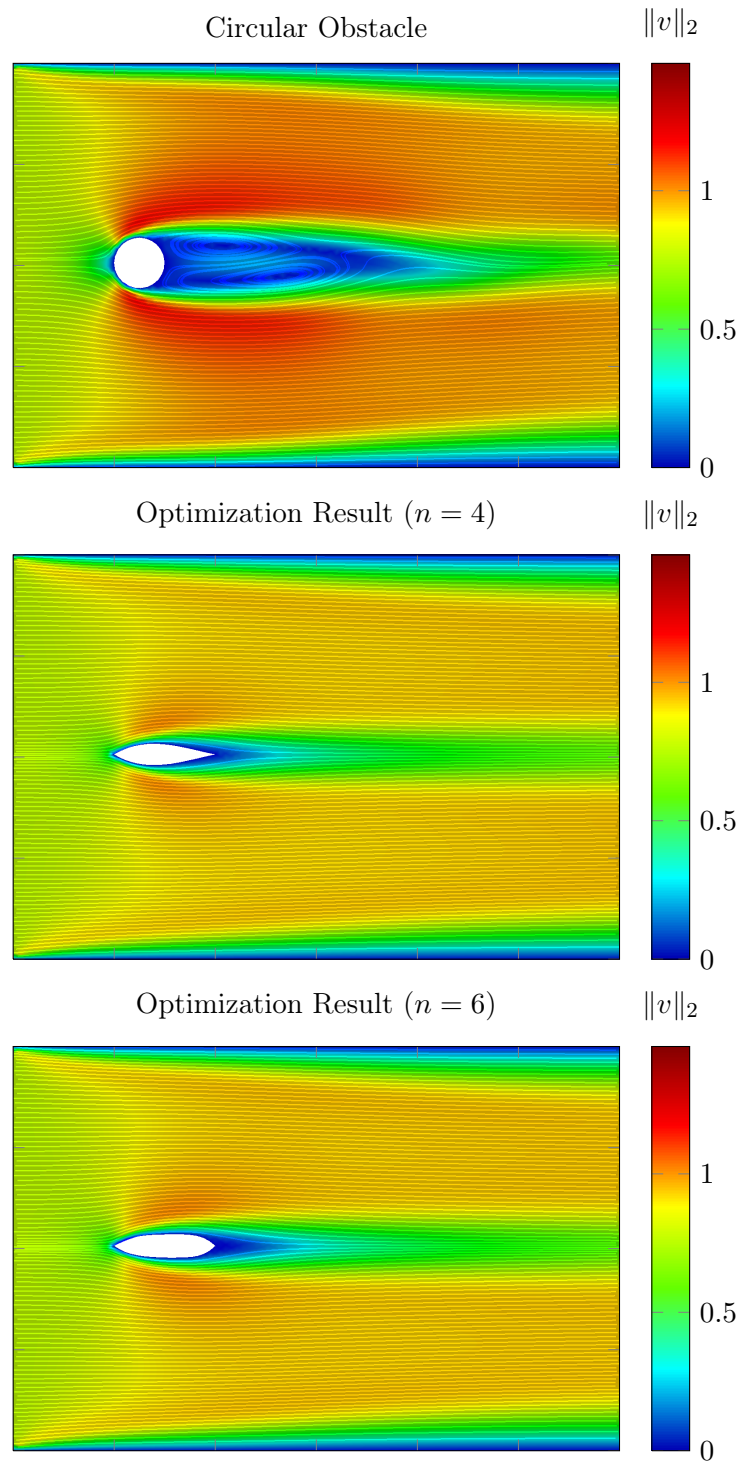 Circular Obstacle
‖v‖₂
1
0.5
0
Optimization Result (n = 4)
‖v‖₂
1
0.5
0
Optimization Result (n = 6)
‖v‖₂
1
0.5
0